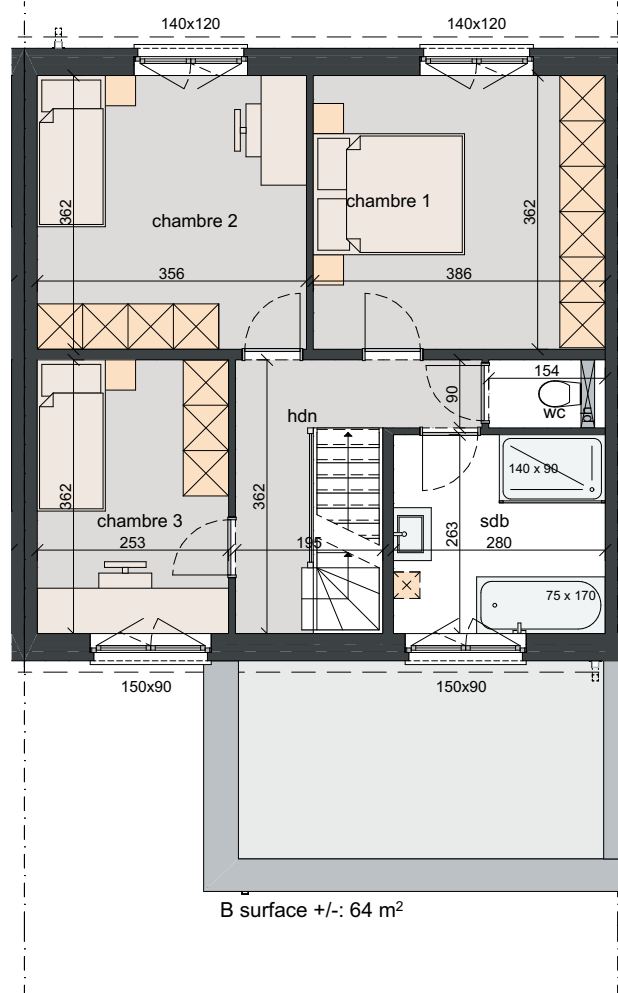 140x120
140x120
362
chambre 2
chambre 1
362
356
386
154
90
wc
ph
hdn
362
362
140 x 90
chambre 3
sdb
253
195
263
280
75 x 170
150x90
150x90
B surface +/-: 64 m²